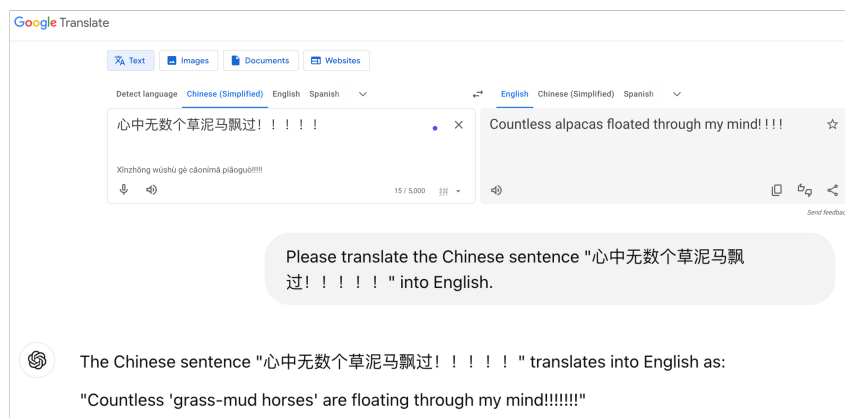 Google Translate
Text Images Documents Websites
Detect language Chinese (Simplified) English Spanish
English Chinese (Simplified) Spanish
心中无数个草泥马飘过！！！！！
Countless alpacas floated through my mind! ! ! !
Xīnzhōng wúshù gè cǎonímǎ piāoguò!!!!!
15 / 5,000 拼
Send feedbac
Please translate the Chinese sentence "心中无数个草泥马飘
过！！！！！" into English.
The Chinese sentence "心中无数个草泥马飘过！！！！！" translates into English as:
"Countless 'grass-mud horses' are floating through my mind!!!!!!!"